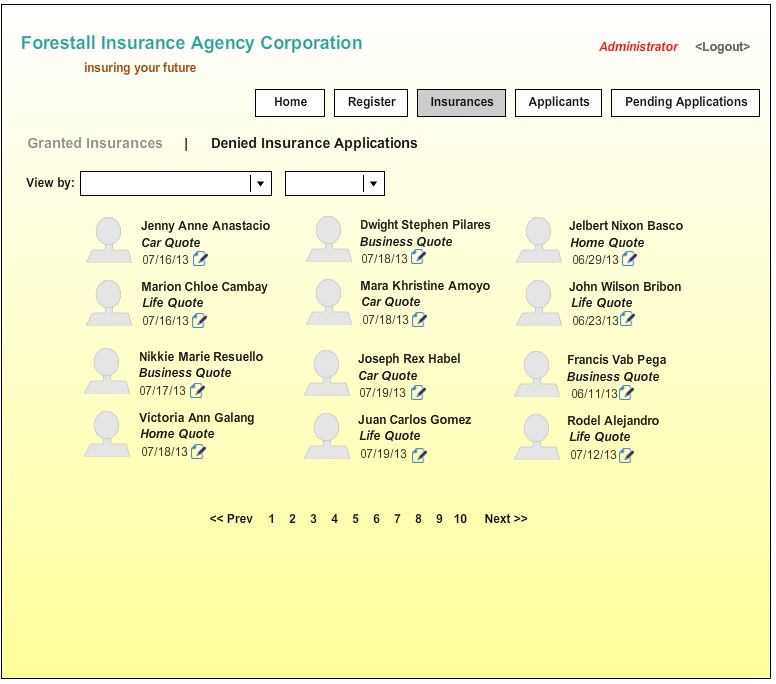 Forestall Insurance Agency Corporation
insuring your future
Administrator <Logout>
Home Register Insurances Applicants Pending Applications
Granted Insurances | Denied Insurance Applications
View by:
Jenny Anne Anastacio
Car Quote
07/16/13
Dwight Stephen Pilares
Business Quote
07/18/13
Jelbert Nixon Basco
Home Quote
06/29/13
Marion Chloe Cambay
Life Quote
07/16/13
Mara Khristine Amoyo
Car Quote
07/18/13
John Wilson Bribon
Life Quote
06/23/13
Nikkie Marie Resuello
Business Quote
07/17/13
Joseph Rex Habel
Car Quote
07/19/13
Francis Vab Pega
Business Quote
06/11/13
Victoria Ann Galang
Home Quote
07/18/13
Juan Carlos Gomez
Life Quote
07/19/13
Rodel Alejandro
Life Quote
07/12/13
<< Prev 1 2 3 4 5 6 7 8 9 10 Next >>